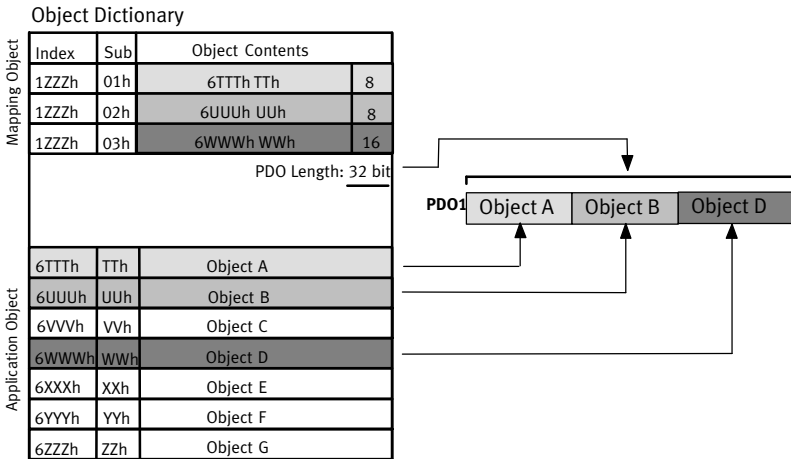 Object Dictionary
Mapping Object
Index Sub Object Contents
1ZZZh 01h 6TTTh TTh 8
1ZZZh 02h 6UUUh UUh 8
1ZZZh 03h 6WWWh WWh 16
PDO Length: 32 bit
PDO1 Object A Object B Object D
Application Object
6TTTh TTh Object A
6UUUh UUh Object B
6VVVh VVh Object C
6WWWh WWh Object D
6XXXh XXh Object E
6YYYh YYh Object F
6ZZZh ZZh Object G